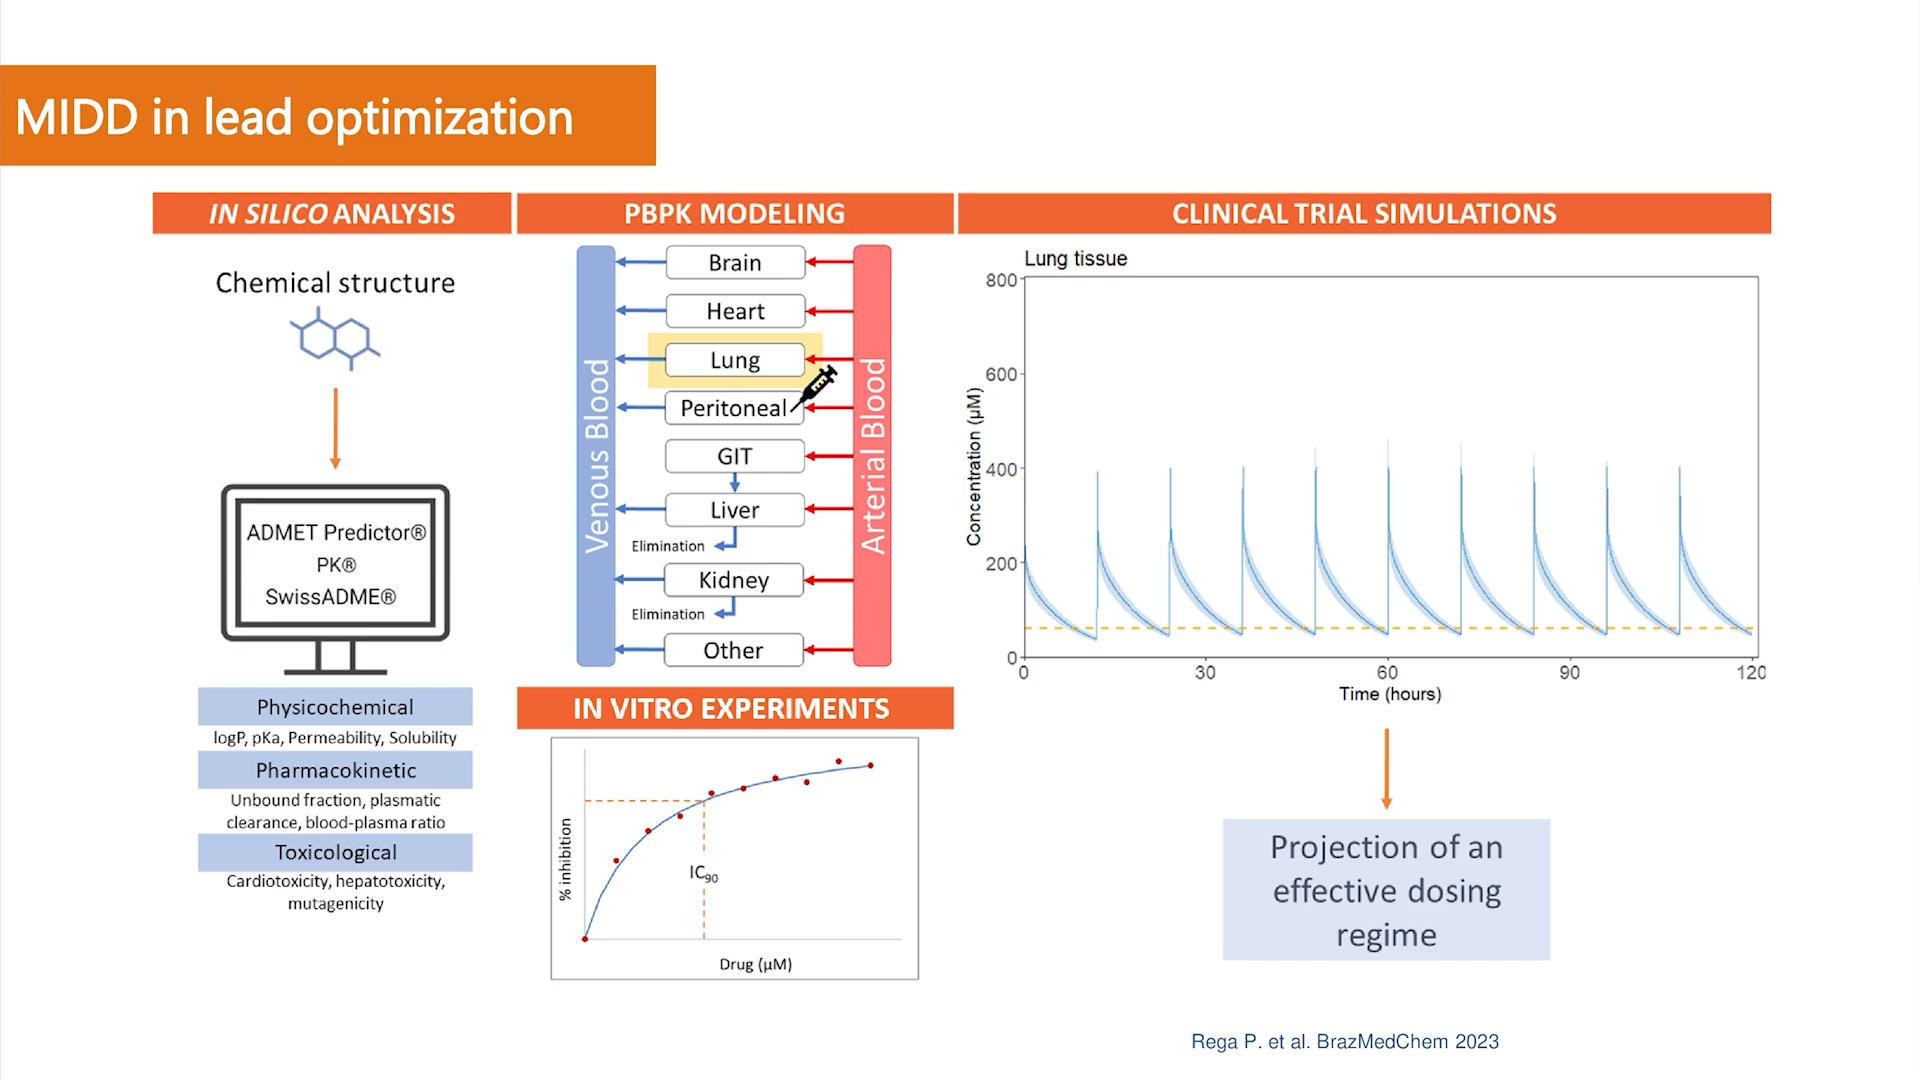 MIDD in lead optimization
IN SILICO ANALYSIS
Chemical structure
ADMET Predictor®
PK®
SwissADME®
Physicochemical
logP, pKa, Permeability, Solubility
Pharmacokinetic
Unbound fraction, plasmatic
clearance, blood-plasma ratio
Toxicological
Cardiotoxicity, hepatotoxicity,
mutagenicity
PBPK MODELING
Venous Blood
Arterial Blood
Brain
Heart
Lung
Peritoneal
GIT
Liver
Elimination
Kidney
Elimination
Other
IN VITRO EXPERIMENTS
% inhibition
IC90
Drug (µM)
CLINICAL TRIAL SIMULATIONS
Lung tissue
Concentration (µM)
800
600
400
200
0
0 30 60 90 120
Time (hours)
Projection of an
effective dosing
regime
Rega P. et al. BrazMedChem 2023